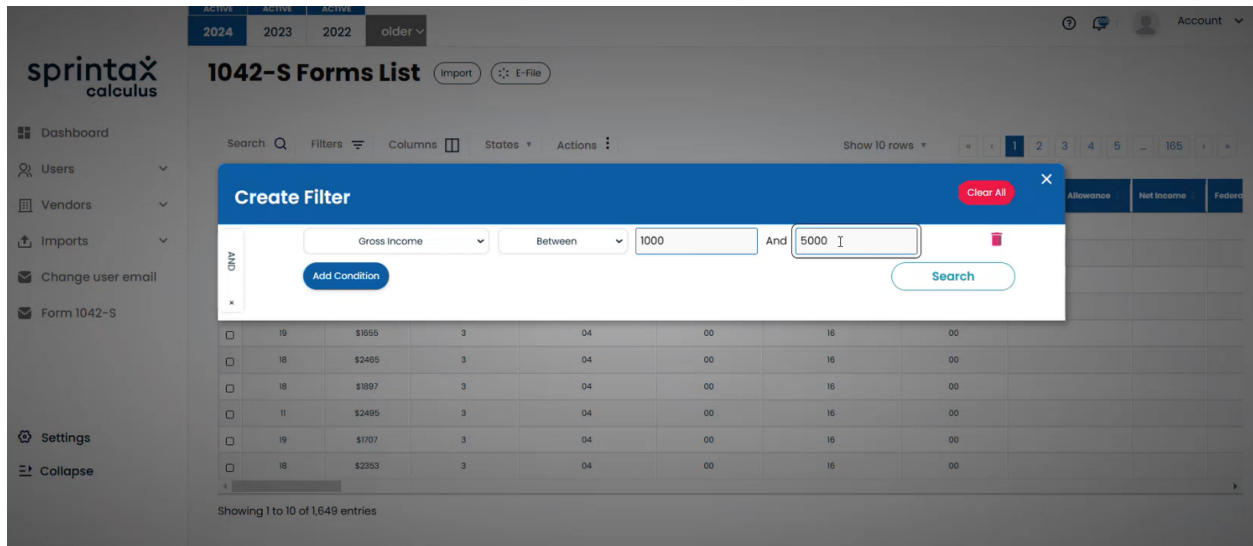 ACTIVE ACTIVE ACTIVE
2024 2023 2022 older
Account
sprintax
calculus
1042-S Forms List Import E-File
Dashboard
Users
Vendors
Imports
Change user email
Form 1042-S
Settings
Collapse
Search Filters Columns States Actions Show 10 rows « ‹ 1 2 3 4 5 ... 165 › »
Allowance Net Income Federa
Create Filter Clear All ×
AND × Gross Income Between 1000 And 5000
Add Condition Search
19 $1655 3 04 00 16 00
18 $2465 3 04 00 16 00
18 $1897 3 04 00 16 00
11 $2495 3 04 00 16 00
19 $1707 3 04 00 16 00
18 $2353 3 04 00 16 00
Showing 1 to 10 of 1,649 entries